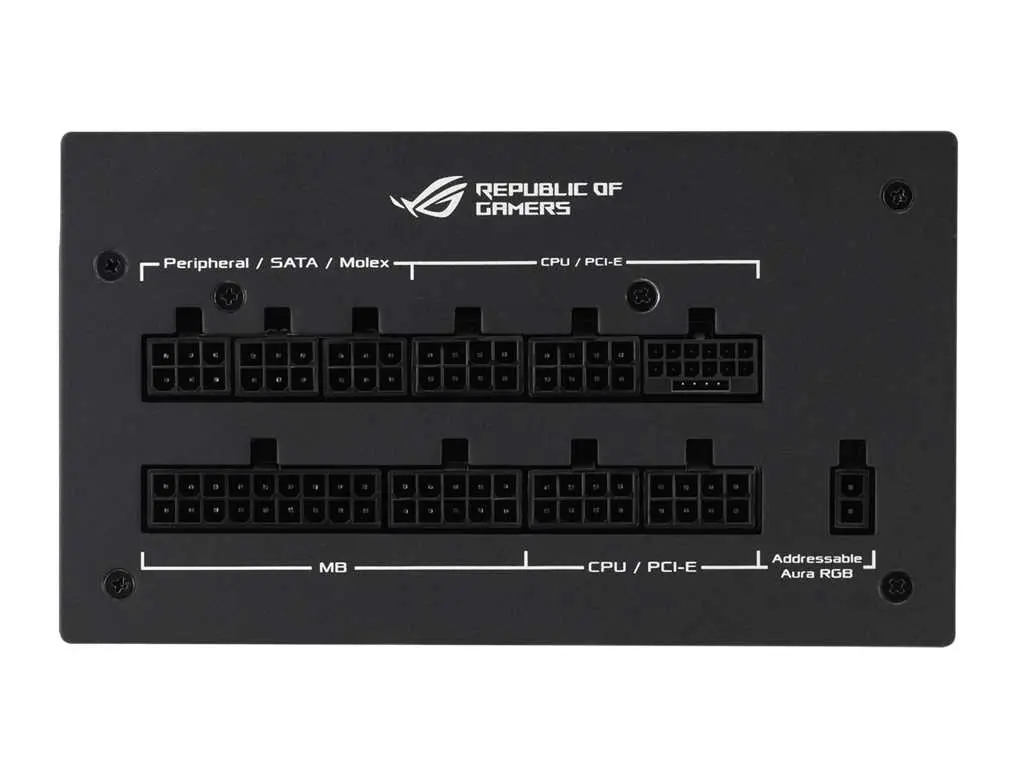 REPUBLIC OF
GAMERS
Peripheral / SATA / Molex
CPU / PCI-E
MB
CPU / PCI-E
Addressable
Aura RGB